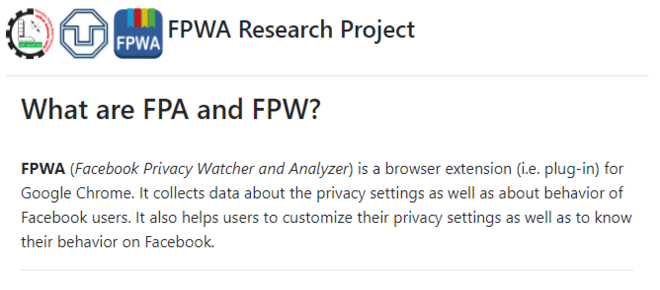 FPWA
FPWA Research Project
What are FPA and FPW?
FPWA (Facebook Privacy Watcher and Analyzer) is a browser extension (i.e. plug-in) for
Google Chrome. It collects data about the privacy settings as well as about behavior of
Facebook users. It also helps users to customize their privacy settings as well as to know
their behavior on Facebook.